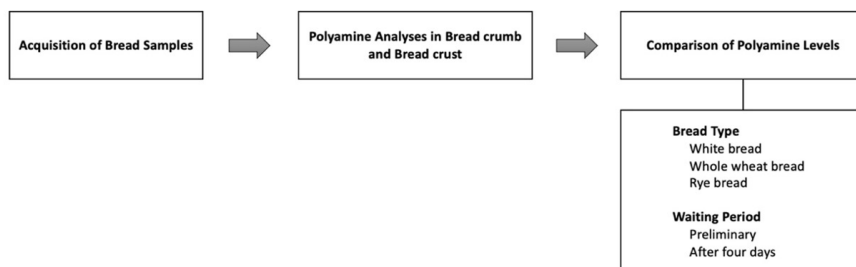 Acquisition of Bread Samples
Polyamine Analyses in Bread crumb
and Bread crust
Comparison of Polyamine Levels
Bread Type
White bread
Whole wheat bread
Rye bread
Waiting Period
Preliminary
After four days